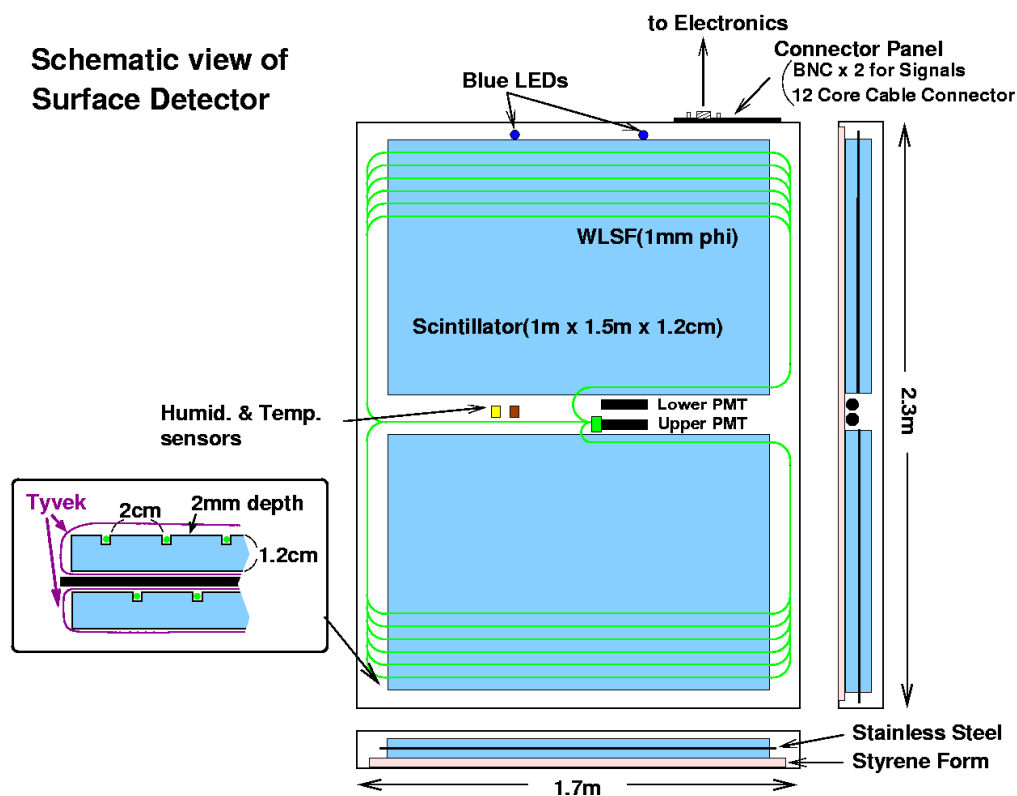 Schematic view of
Surface Detector
to Electronics
Connector Panel
BNC x 2 for Signals
12 Core Cable Connector
Blue LEDs
WLSF(1mm phi)
Scintillator(1m x 1.5m x 1.2cm)
Humid. & Temp.
sensors
Lower PMT
Upper PMT
2.3m
Tyvek
2cm
2mm depth
1.2cm
Stainless Steel
Styrene Form
1.7m